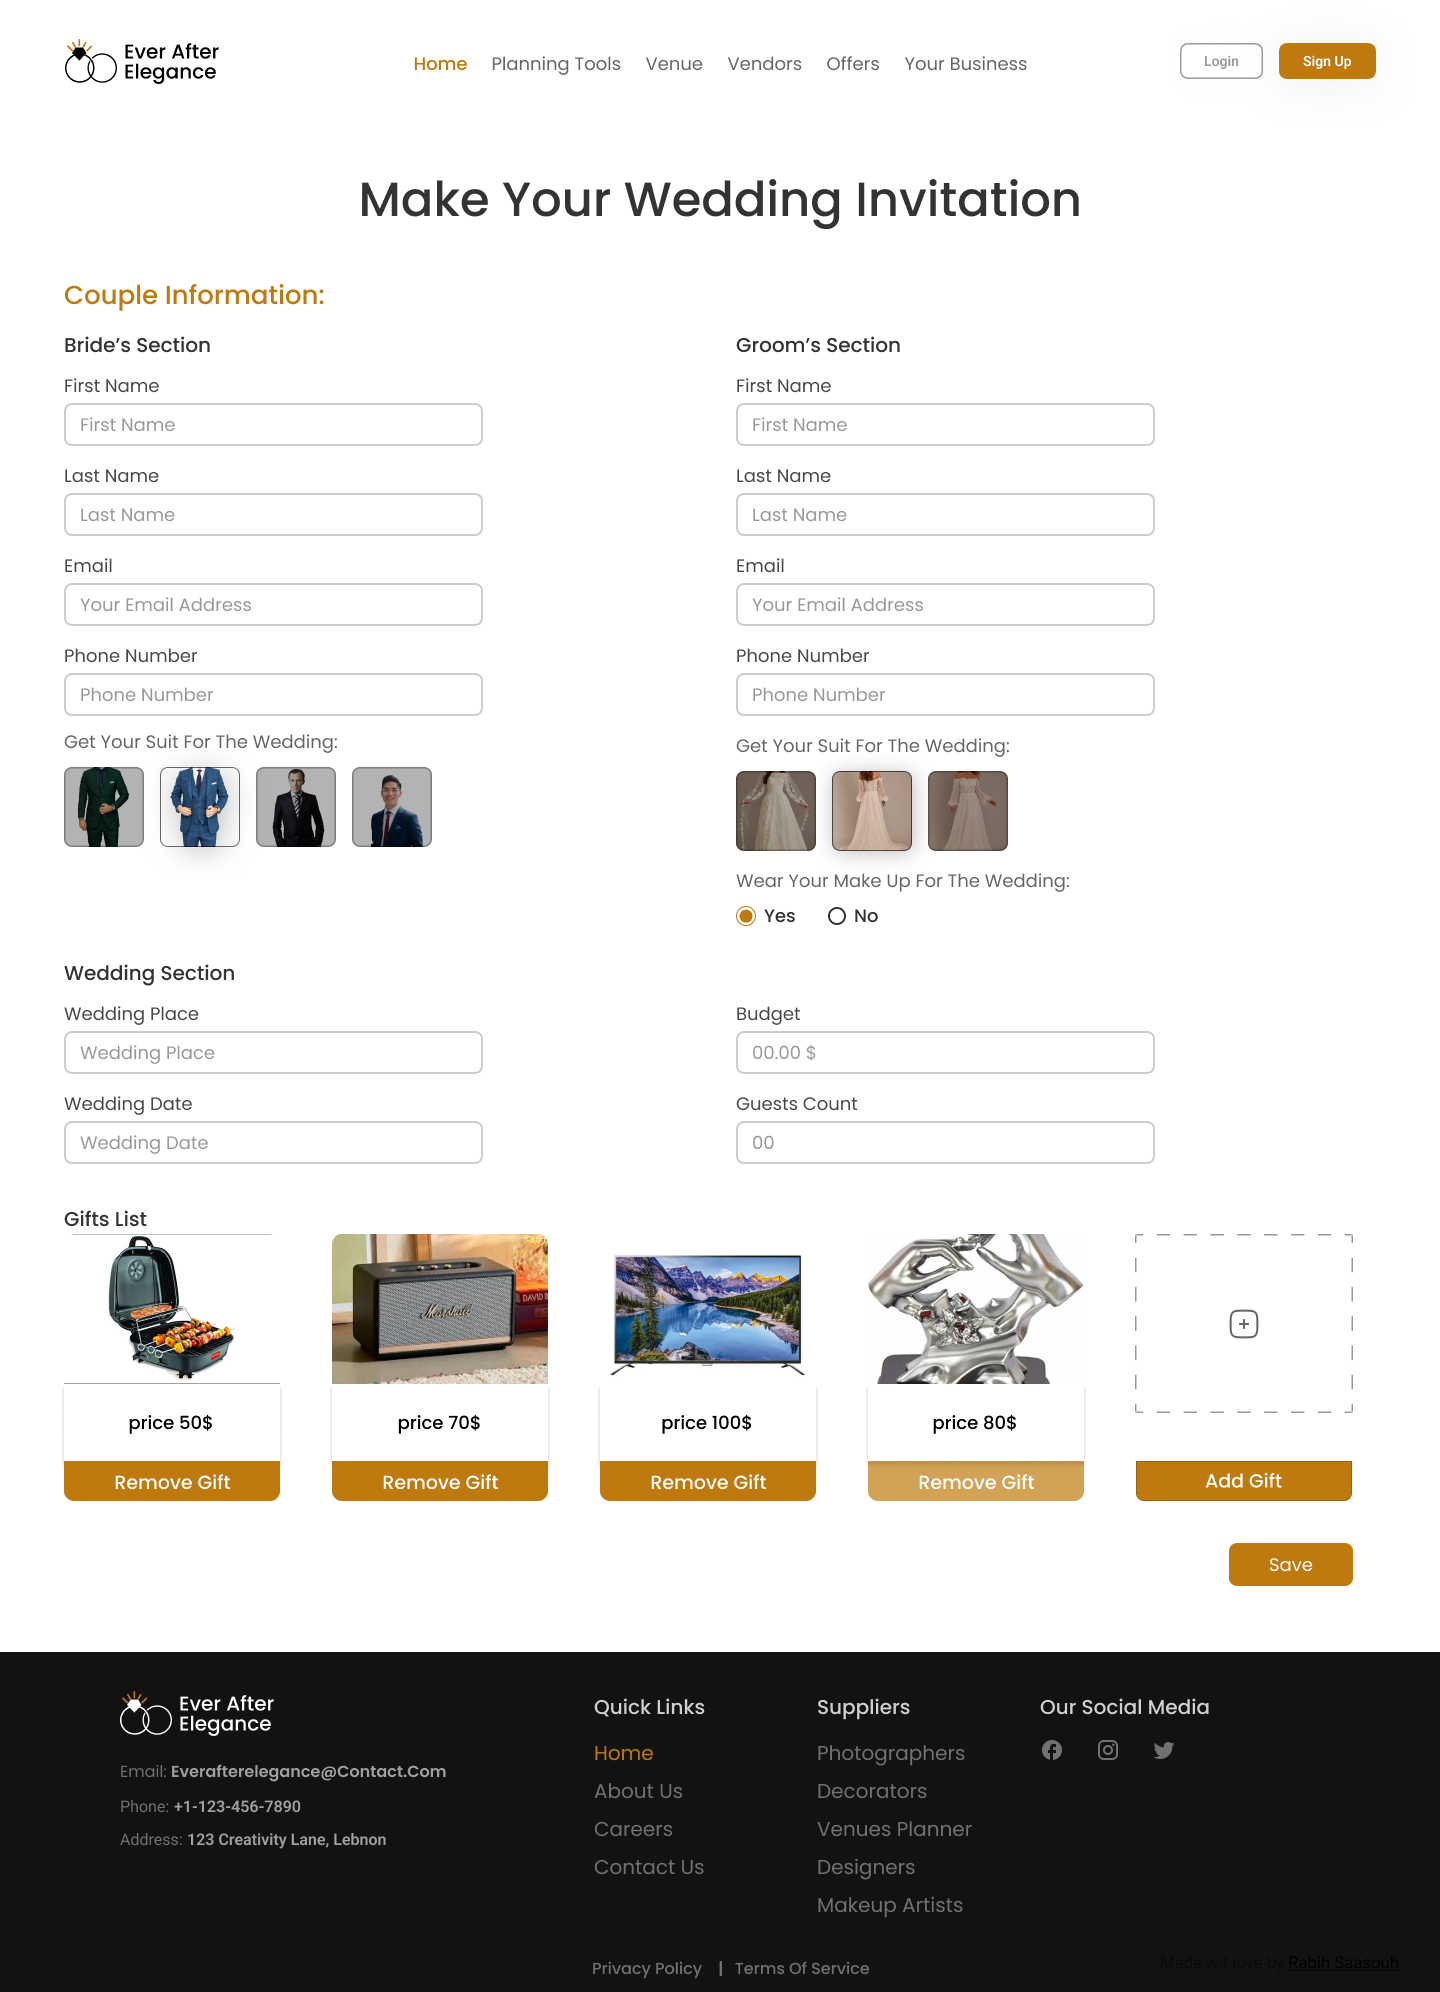 Ever After
Elegance
Home Planning Tools Venue Vendors Offers Your Business
Login
Sign Up
Make Your Wedding Invitation
Couple Information:
Bride’s Section
First Name
First Name
Last Name
Last Name
Email
Your Email Address
Phone Number
Phone Number
Get Your Suit For The Wedding:
Groom’s Section
First Name
First Name
Last Name
Last Name
Email
Your Email Address
Phone Number
Phone Number
Get Your Suit For The Wedding:
Wear Your Make Up For The Wedding:
Yes No
Wedding Section
Wedding Place
Wedding Place
Wedding Date
Wedding Date
Budget
00.00 $
Guests Count
00
Gifts List
price 50$
Remove Gift
Marshall
DAVID
price 70$
Remove Gift
price 100$
Remove Gift
price 80$
Remove Gift
Add Gift
Save
Ever After
Elegance
Email: Everafterelegance@Contact.Com
Phone: +1-123-456-7890
Address: 123 Creativity Lane, Lebnon
Quick Links
Home
About Us
Careers
Contact Us
Suppliers
Photographers
Decorators
Venues Planner
Designers
Makeup Artists
Our Social Media
Privacy Policy | Terms Of Service
Made wit love by Rabih Saasouh